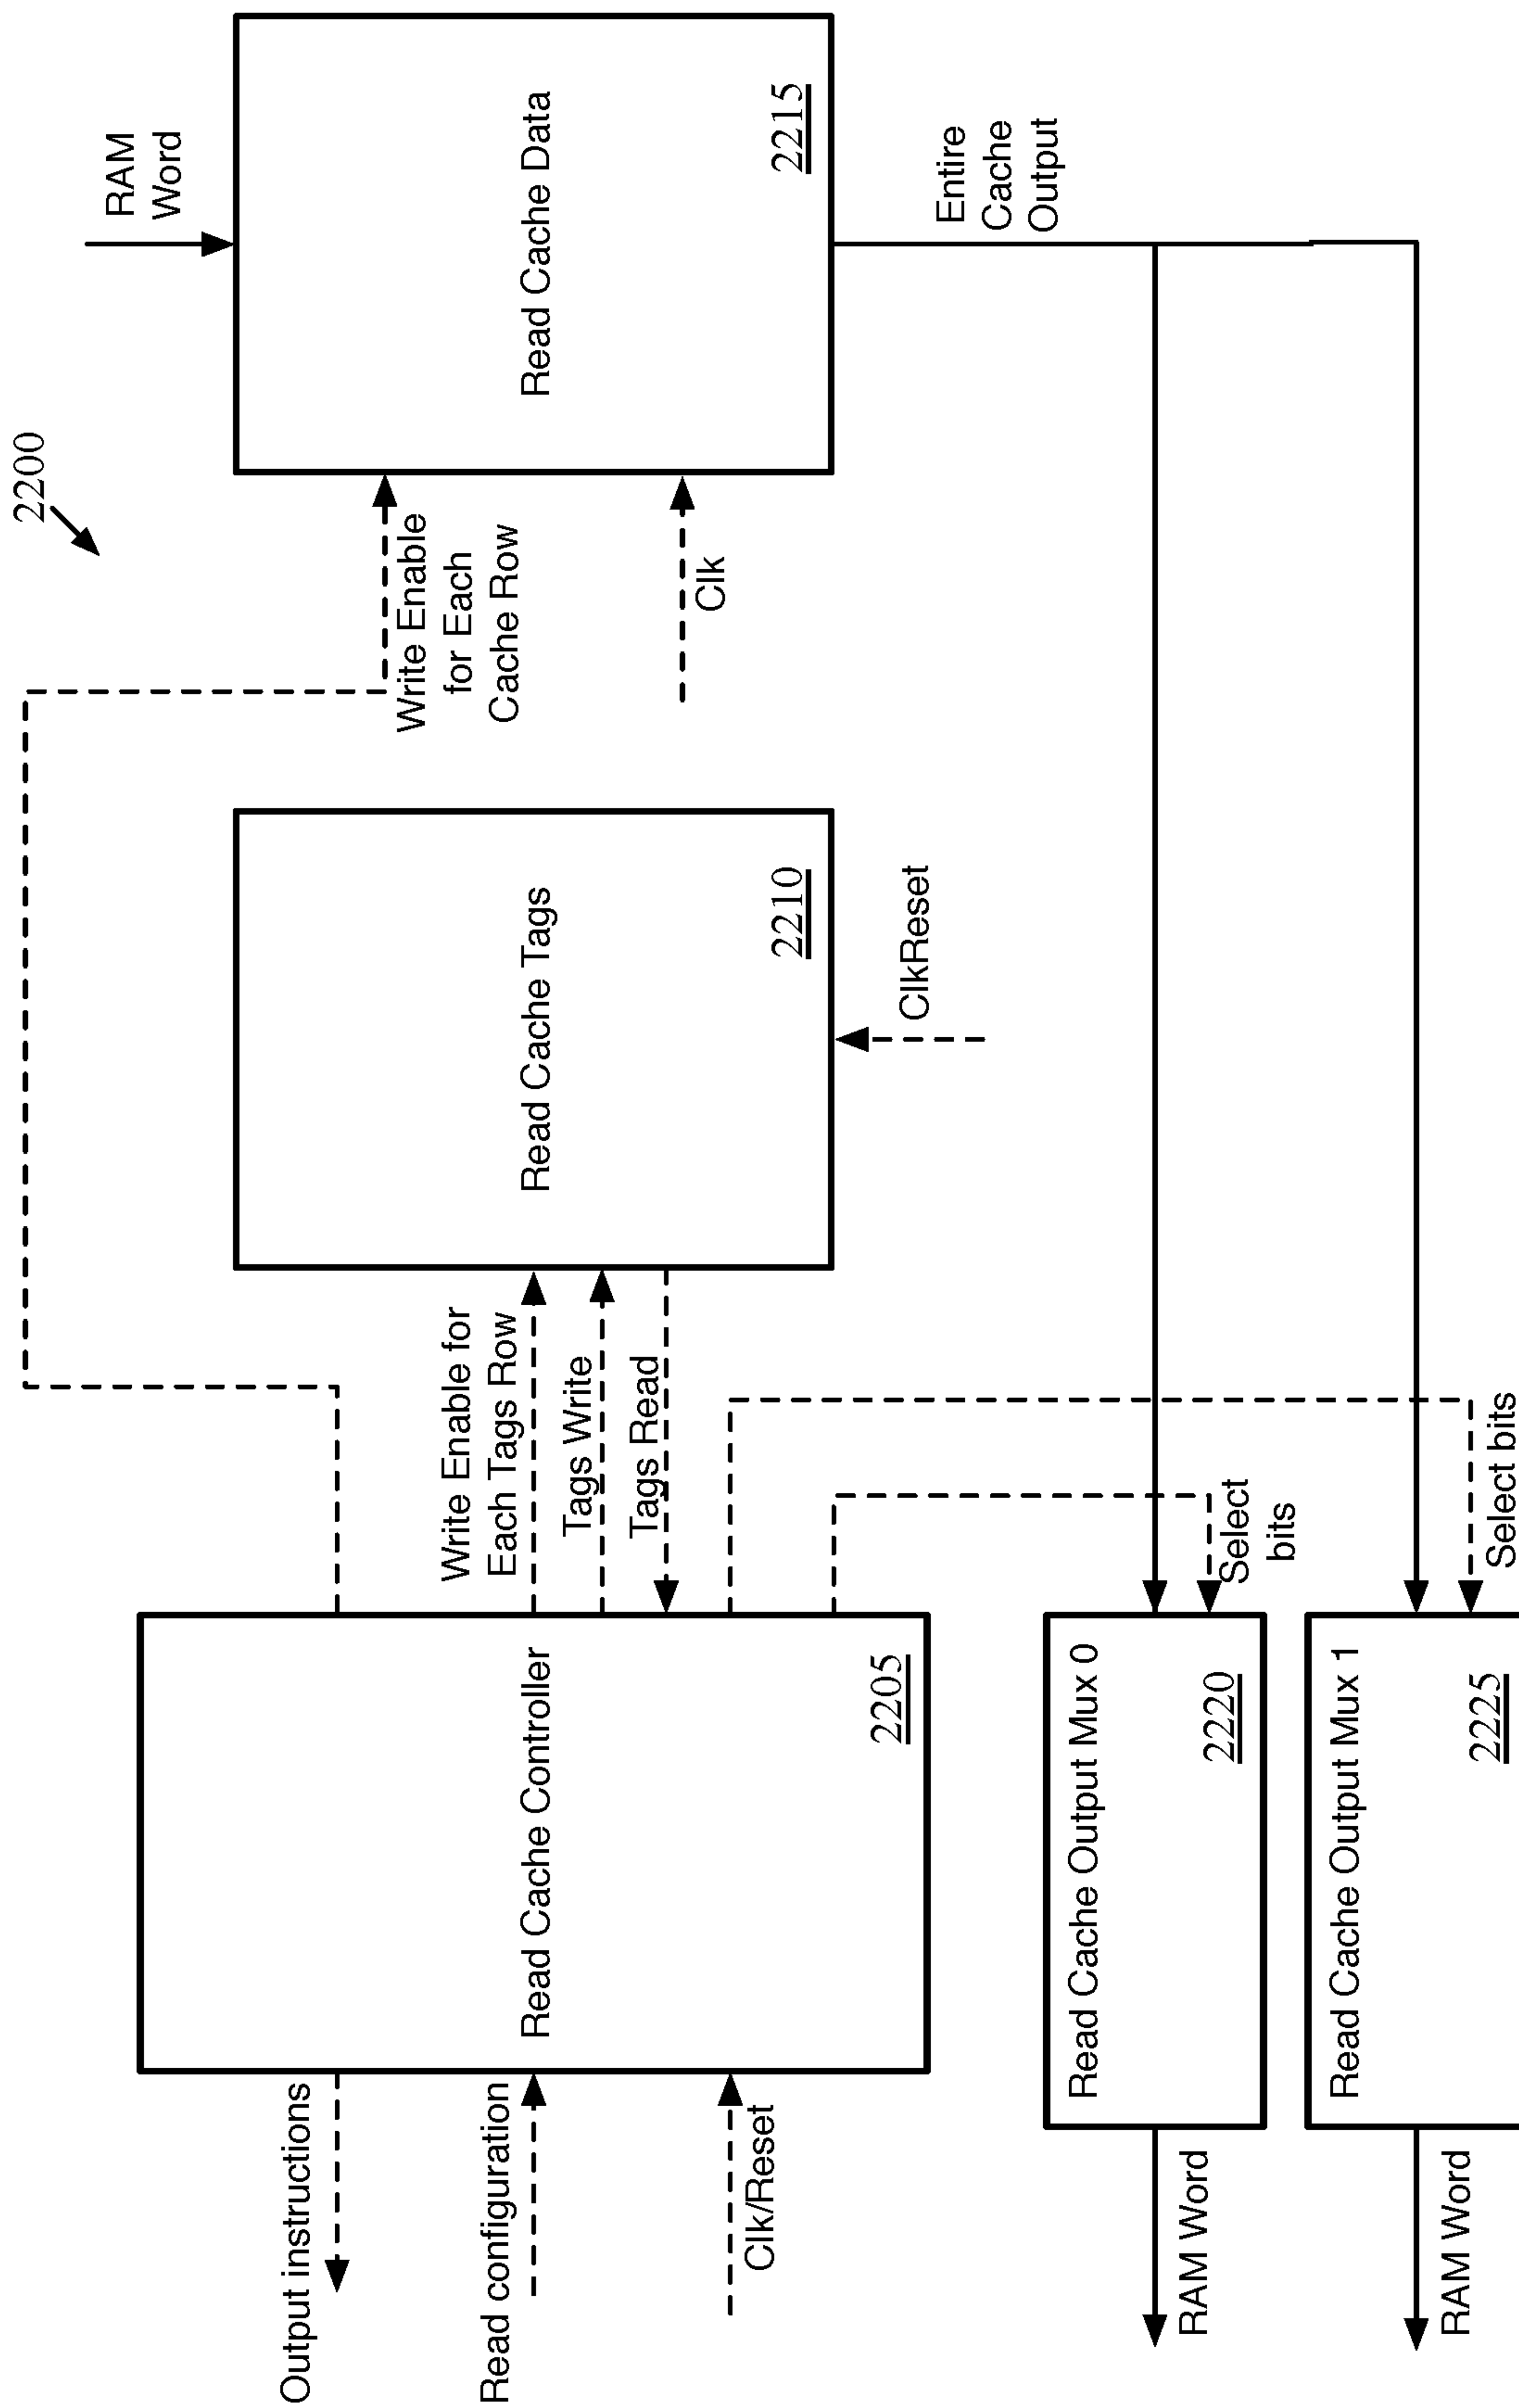 2200
RAM
Word
Output instructions
Read configuration
Clk/Reset
Read Cache Controller
2205
Write Enable for
Each Tags Row
Tags Write
Tags Read
Read Cache Tags
2210
ClkReset
Write Enable
for Each
Cache Row
Clk
Read Cache Data
2215
Entire
Cache
Output
RAM Word
Read Cache Output Mux 0
2220
Select
bits
RAM Word
Read Cache Output Mux 1
2225
Select bits